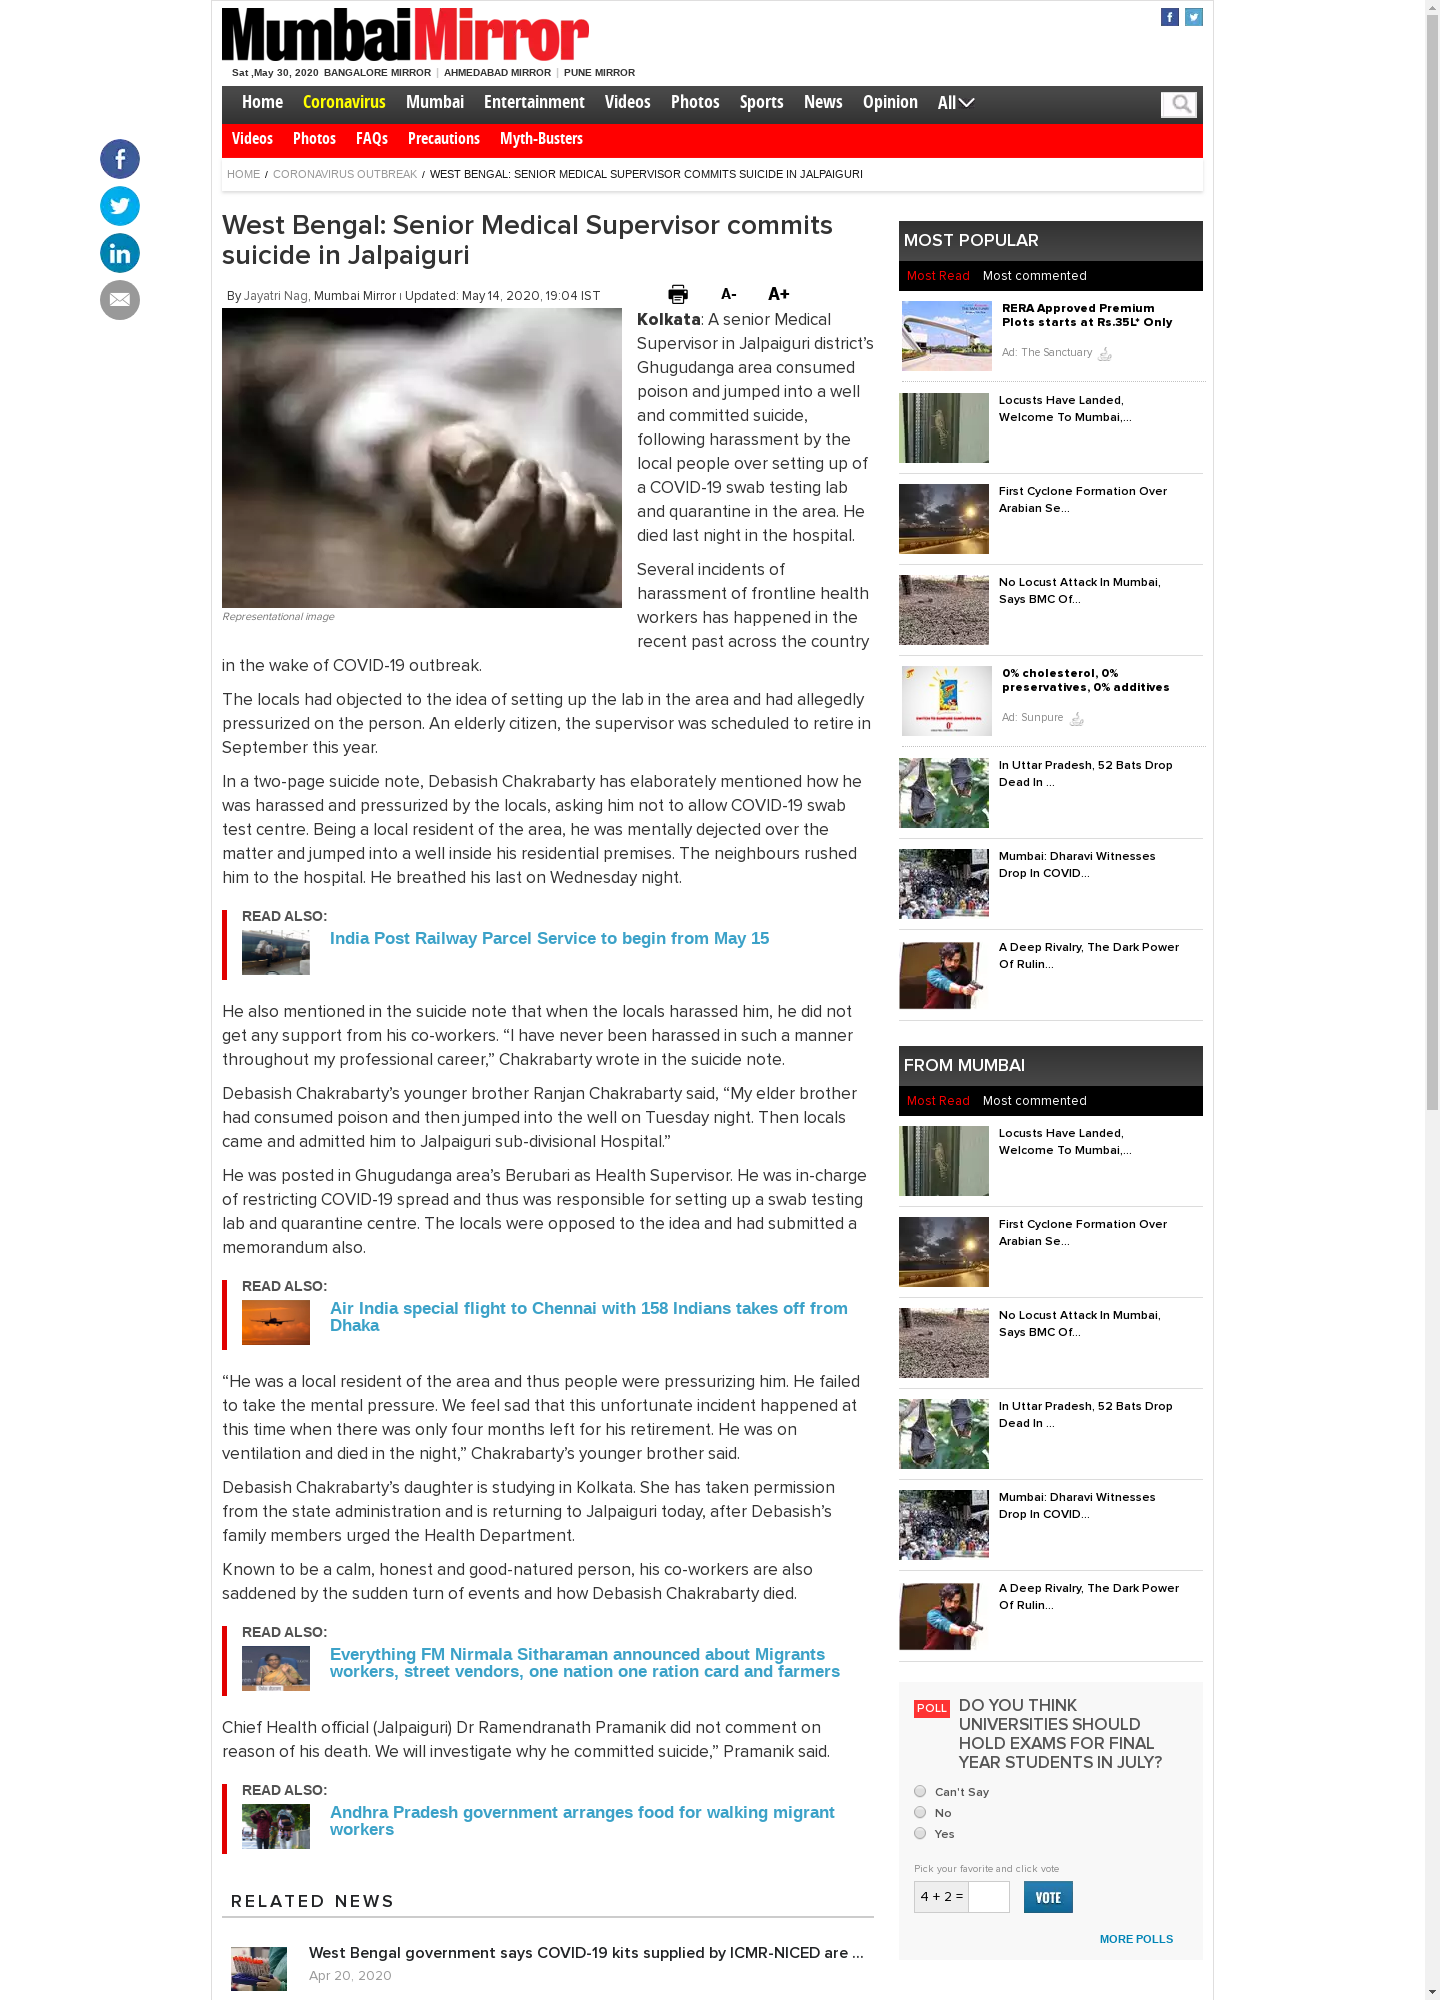 MumbaiMirror
Sat ,May 30, 2020 BANGALORE MIRROR | AHMEDABAD MIRROR | PUNE MIRROR
Home Coronavirus Mumbai Entertainment Videos Photos Sports News Opinion All
Videos Photos FAQs Precautions Myth-Busters
HOME / CORONAVIRUS OUTBREAK / WEST BENGAL: SENIOR MEDICAL SUPERVISOR COMMITS SUICIDE IN JALPAIGURI
West Bengal: Senior Medical Supervisor commits
suicide in Jalpaiguri
By Jayatri Nag, Mumbai Mirror | Updated: May 14, 2020, 19:04 IST
A- A+
Representational image
Kolkata: A senior Medical
Supervisor in Jalpaiguri district’s
Ghugudanga area consumed
poison and jumped into a well
and committed suicide,
following harassment by the
local people over setting up of
a COVID-19 swab testing lab
and quarantine in the area. He
died last night in the hospital.
Several incidents of
harassment of frontline health
workers has happened in the
recent past across the country
in the wake of COVID-19 outbreak.
The locals had objected to the idea of setting up the lab in the area and had allegedly
pressurized on the person. An elderly citizen, the supervisor was scheduled to retire in
September this year.
In a two-page suicide note, Debasish Chakrabarty has elaborately mentioned how he
was harassed and pressurized by the locals, asking him not to allow COVID-19 swab
test centre. Being a local resident of the area, he was mentally dejected over the
matter and jumped into a well inside his residential premises. The neighbours rushed
him to the hospital. He breathed his last on Wednesday night.
READ ALSO:
India Post Railway Parcel Service to begin from May 15
He also mentioned in the suicide note that when the locals harassed him, he did not
get any support from his co-workers. “I have never been harassed in such a manner
throughout my professional career,” Chakrabarty wrote in the suicide note.
Debasish Chakrabarty’s younger brother Ranjan Chakrabarty said, “My elder brother
had consumed poison and then jumped into the well on Tuesday night. Then locals
came and admitted him to Jalpaiguri sub-divisional Hospital.”
He was posted in Ghugudanga area’s Berubari as Health Supervisor. He was in-charge
of restricting COVID-19 spread and thus was responsible for setting up a swab testing
lab and quarantine centre. The locals were opposed to the idea and had submitted a
memorandum also.
READ ALSO:
Air India special flight to Chennai with 158 Indians takes off from
Dhaka
“He was a local resident of the area and thus people were pressurizing him. He failed
to take the mental pressure. We feel sad that this unfortunate incident happened at
this time when there was only four months left for his retirement. He was on
ventilation and died in the night,” Chakrabarty’s younger brother said.
Debasish Chakrabarty’s daughter is studying in Kolkata. She has taken permission
from the state administration and is returning to Jalpaiguri today, after Debasish’s
family members urged the Health Department.
Known to be a calm, honest and good-natured person, his co-workers are also
saddened by the sudden turn of events and how Debasish Chakrabarty died.
READ ALSO:
Everything FM Nirmala Sitharaman announced about Migrants
workers, street vendors, one nation one ration card and farmers
Chief Health official (Jalpaiguri) Dr Ramendranath Pramanik did not comment on
reason of his death. We will investigate why he committed suicide,” Pramanik said.
READ ALSO:
Andhra Pradesh government arranges food for walking migrant
workers
RELATED NEWS
West Bengal government says COVID-19 kits supplied by ICMR-NICED are ...
Apr 20, 2020
MOST POPULAR
Most Read Most commented
RERA Approved Premium
Plots starts at Rs.35L* Only
Ad: The Sanctuary
Locusts Have Landed,
Welcome To Mumbai,...
First Cyclone Formation Over
Arabian Se...
No Locust Attack In Mumbai,
Says BMC Of...
0% cholesterol, 0%
preservatives, 0% additives
Ad: Sunpure
In Uttar Pradesh, 52 Bats Drop
Dead In ...
Mumbai: Dharavi Witnesses
Drop In COVID...
A Deep Rivalry, The Dark Power
Of Rulin...
FROM MUMBAI
Most Read Most commented
Locusts Have Landed,
Welcome To Mumbai,...
First Cyclone Formation Over
Arabian Se...
No Locust Attack In Mumbai,
Says BMC Of...
In Uttar Pradesh, 52 Bats Drop
Dead In ...
Mumbai: Dharavi Witnesses
Drop In COVID...
A Deep Rivalry, The Dark Power
Of Rulin...
POLL DO YOU THINK
UNIVERSITIES SHOULD
HOLD EXAMS FOR FINAL
YEAR STUDENTS IN JULY?
Can't Say
No
Yes
Pick your favorite and click vote
4 + 2 = VOTE
MORE POLLS